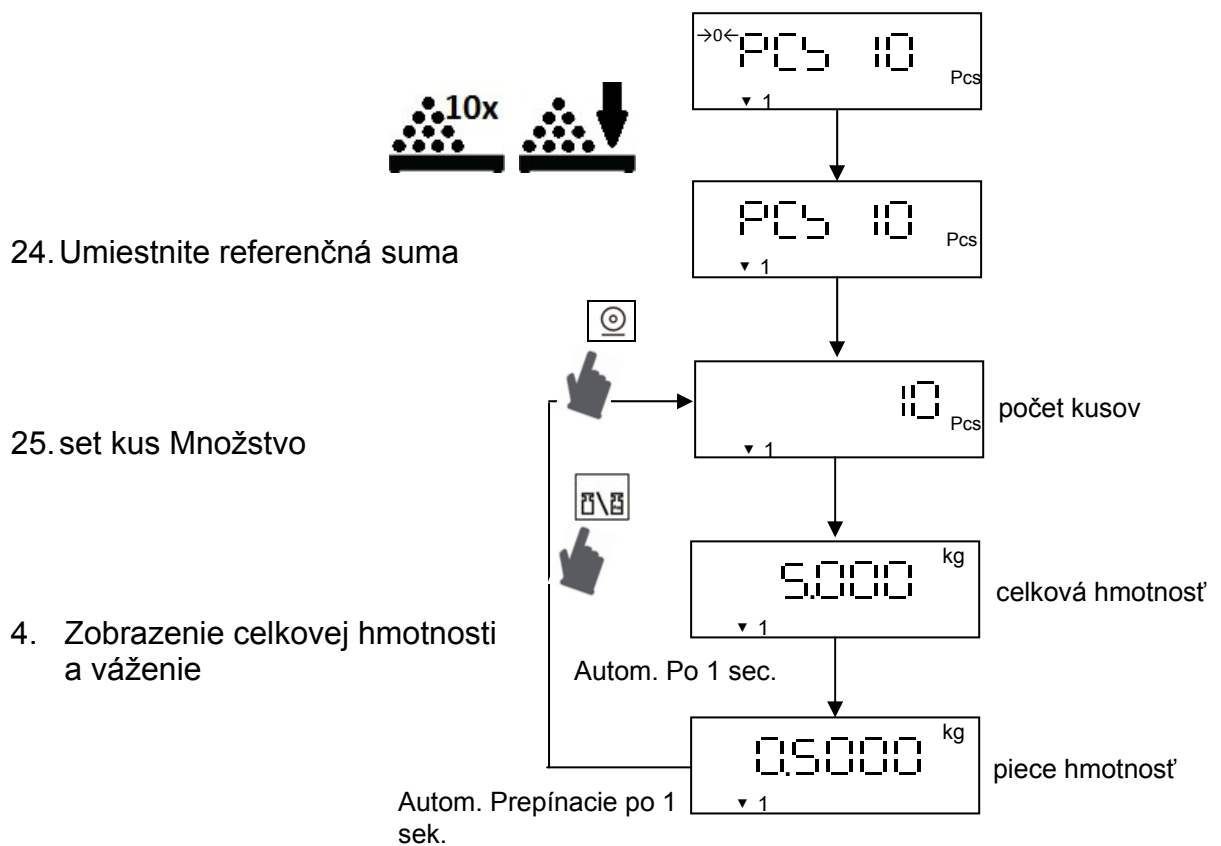 →0← PCs 10 Pcs
▼ 1
10x
PCs 10 Pcs
▼ 1
24. Umiestnite referenčná suma
10 Pcs
▼ 1
počet kusov
25. set kus Množstvo
5.000 kg
▼ 1
celková hmotnosť
4. Zobrazenie celkovej hmotnosti
a váženie
Autom. Po 1 sec.
0.5000 kg
▼ 1
piece hmotnosť
Autom. Prepínacie po 1
sek.